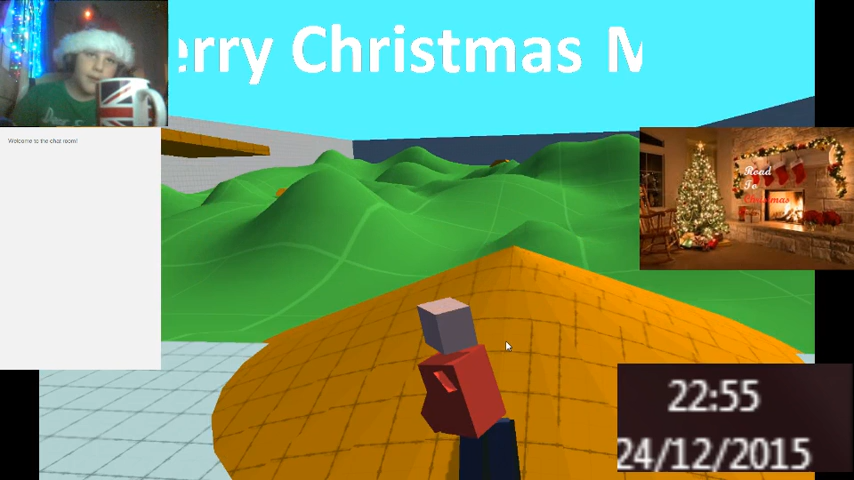 erry Christmas M
Welcome to the chat room!
Road
To
Christmas
22:55
24/12/2015